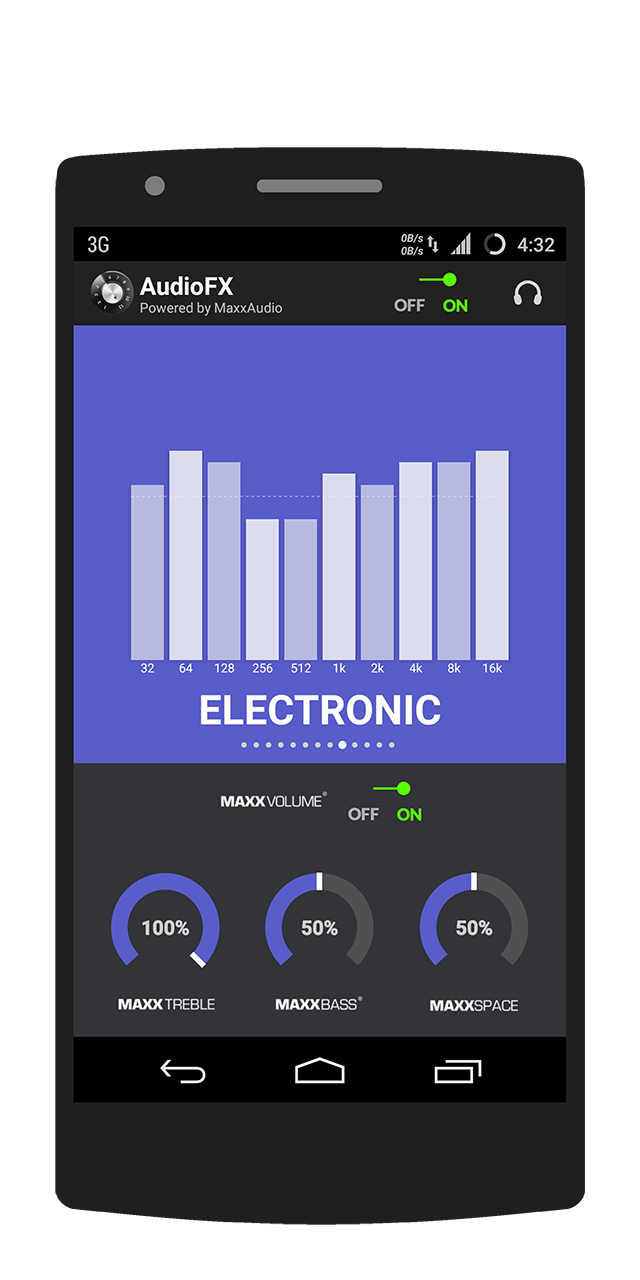 3G 0B/s 0B/s 4:32
AudioFX
Powered by MaxxAudio
OFF ON
32 64 128 256 512 1k 2k 4k 8k 16k
ELECTRONIC
MAXXVOLUME® OFF ON
100% 50% 50%
MAXXTREBLE MAXXBASS® MAXXSPACE